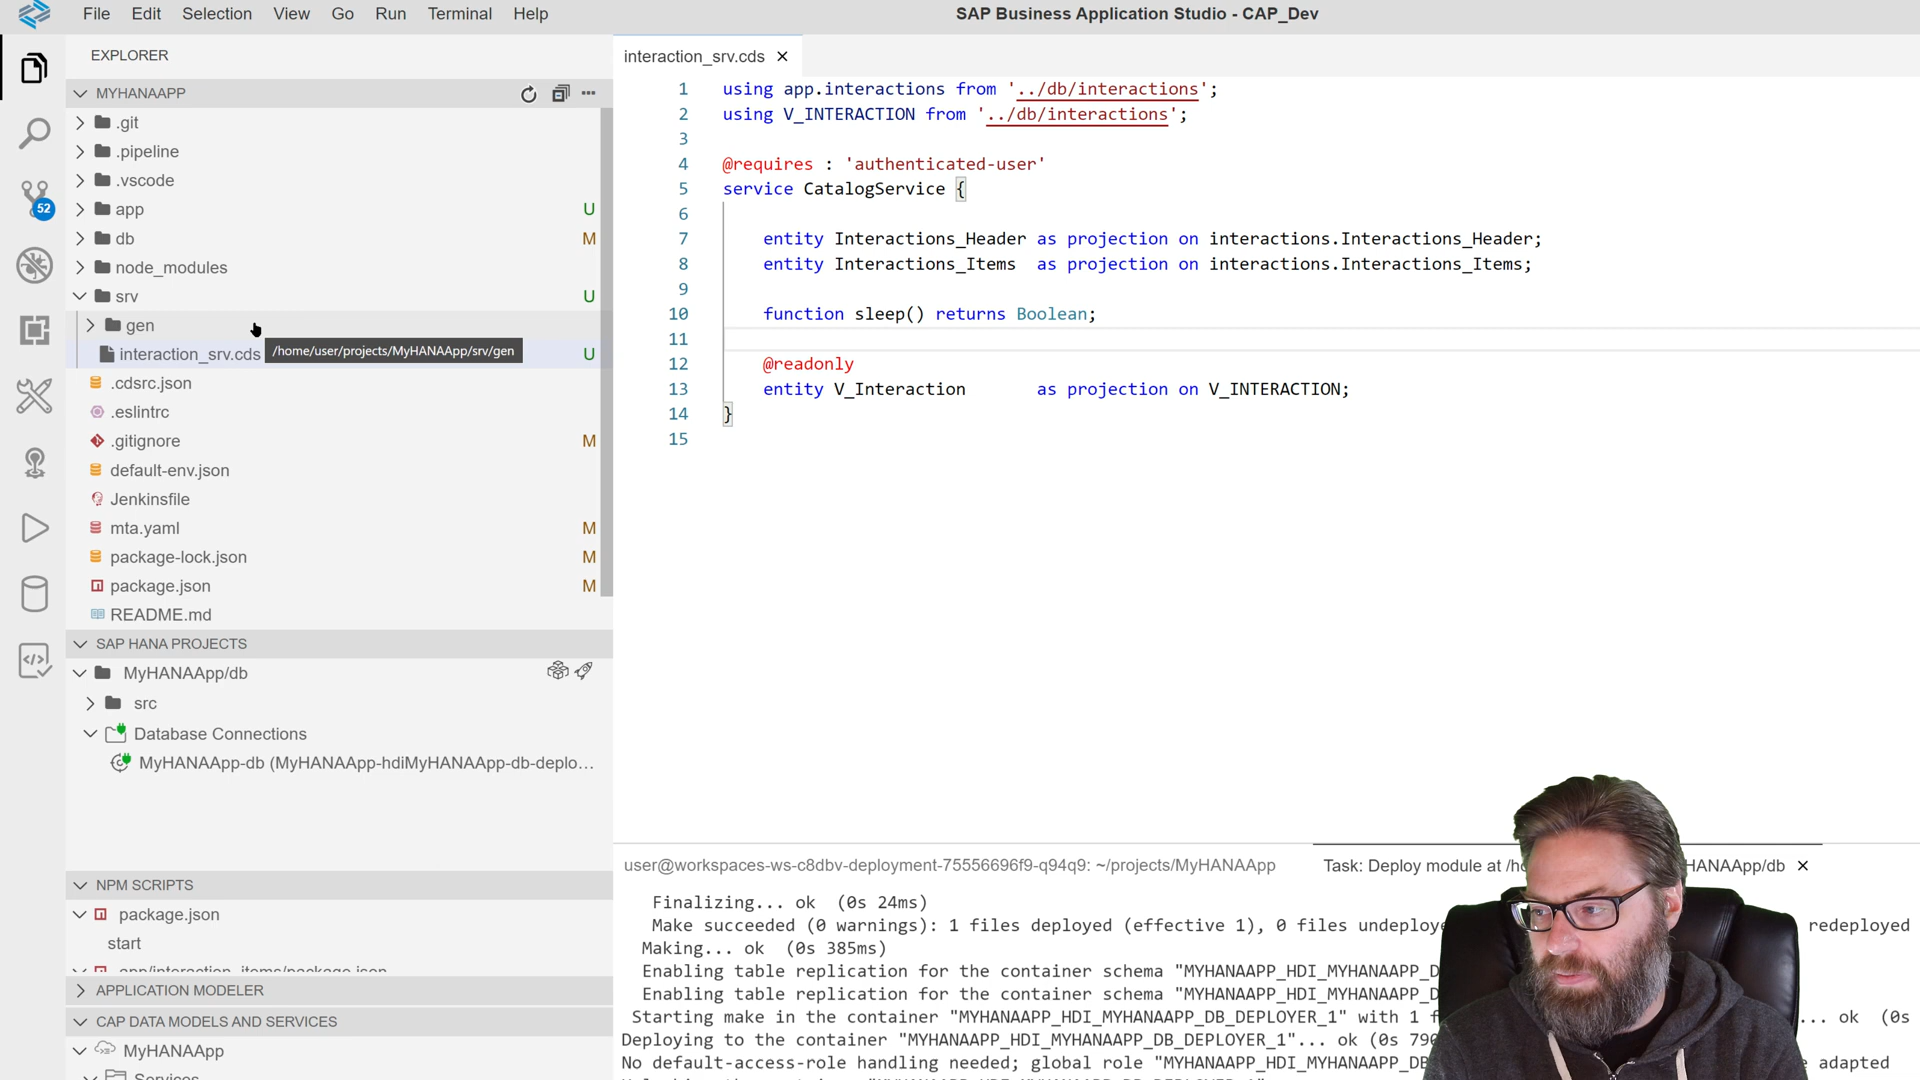 File Edit Selection View Go Run Terminal Help
SAP Business Application Studio - CAP_Dev
EXPLORER
MYHANAAPP
.git
.pipeline
.vscode
app U
db M
node_modules
srv U
gen
interaction_srv.cds U
/home/user/projects/MyHANAApp/srv/gen
.cdsrc.json
.eslintrc
.gitignore M
default-env.json
Jenkinsfile
mta.yaml M
package-lock.json M
package.json M
README.md
52
SAP HANA PROJECTS
MyHANAApp/db
src
Database Connections
MyHANAApp-db (MyHANAApp-hdiMyHANAApp-db-deplo...
NPM SCRIPTS
package.json
start
app/interaction_items/package.json
APPLICATION MODELER
CAP DATA MODELS AND SERVICES
MyHANAApp
Services
interaction_srv.cds
1 using app.interactions from '../db/interactions';
2 using V_INTERACTION from '../db/interactions';
3
4 @requires : 'authenticated-user'
5 service CatalogService {
6
7 entity Interactions_Header as projection on interactions.Interactions_Header;
8 entity Interactions_Items as projection on interactions.Interactions_Items;
9
10 function sleep() returns Boolean;
11
12 @readonly
13 entity V_Interaction as projection on V_INTERACTION;
14 }
15
user@workspaces-ws-c8dbv-deployment-75556696f9-q94q9: ~/projects/MyHANAApp
Task: Deploy module at /h HANAApp/db
Finalizing... ok (0s 24ms)
Make succeeded (0 warnings): 1 files deployed (effective 1), 0 files undeploye redeployed
Making... ok (0s 385ms)
Enabling table replication for the container schema "MYHANAAPP_HDI_MYHANAAPP_D
Enabling table replication for the container schema "MYHANAAPP_HDI_MYHANAAPP_D
Starting make in the container "MYHANAAPP_HDI_MYHANAAPP_DB_DEPLOYER_1" with 1 f ... ok (0s
Deploying to the container "MYHANAAPP_HDI_MYHANAAPP_DB_DEPLOYER_1"... ok (0s 790
No default-access-role handling needed; global role "MYHANAAPP_HDI_MYHANAAPP_DB e adapted